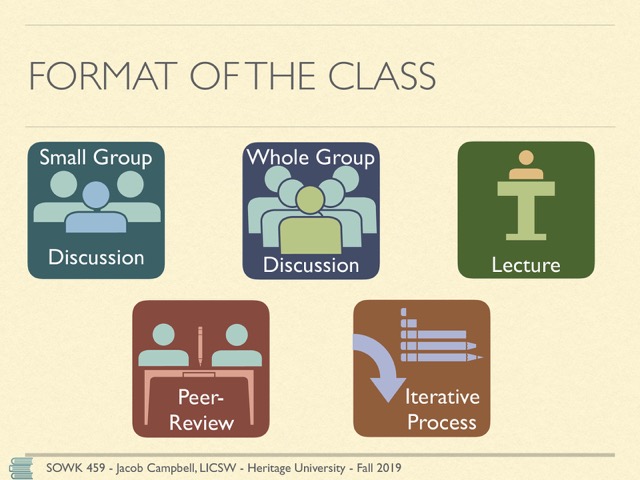 FORMAT OF THE CLASS
Small Group
Discussion
Whole Group
Discussion
Lecture
Peer-
Review
Iterative
Process
SOWK 459 - Jacob Campbell, LICSW - Heritage University - Fall 2019